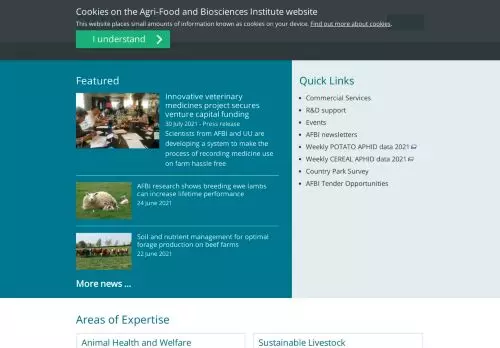 Cookies on the Agri-Food and Biosciences Institute website
This website places small amounts of information known as cookies on your device. Find out more about cookies.
I understand
Featured
Innovative veterinary
medicines project secures
venture capital funding
30 July 2021 - Press release
Scientists from AFBI and UU are
developing a system to make the
process of recording medicine use
on farm hassle free
AFBI research shows breeding ewe lambs
can increase lifetime performance
24 June 2021
Soil and nutrient management for optimal
forage production on beef farms
22 June 2021
More news ...
Quick Links
Commercial Services
R&D support
Events
AFBI newsletters
Weekly POTATO APHID data 2021
Weekly CEREAL APHID data 2021
Country Park Survey
AFBI Tender Opportunities
Areas of Expertise
Animal Health and Welfare
Sustainable Livestock